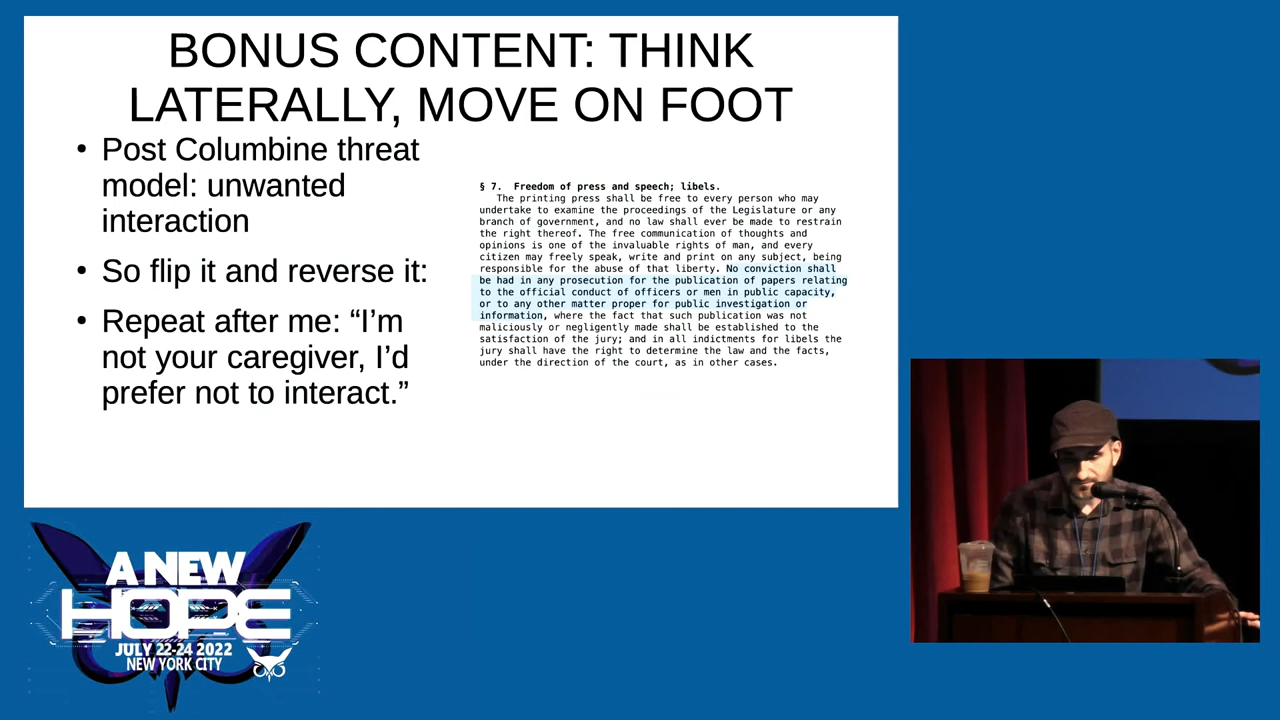 BONUS CONTENT: THINK
LATERALLY, MOVE ON FOOT
• Post Columbine threat
model: unwanted
interaction
• So flip it and reverse it:
• Repeat after me: “I’m
not your caregiver, I’d
prefer not to interact.”
§ 7. Freedom of press and speech; libels.
The printing press shall be free to every person who may
undertake to examine the proceedings of the Legislature or any
branch of government, and no law shall ever be made to restrain
the right thereof. The free communication of thoughts and
opinions is one of the invaluable rights of man, and every
citizen may freely speak, write and print on any subject, being
responsible for the abuse of that liberty. No conviction shall
be had in any prosecution for the publication of papers relating
to the official conduct of officers or men in public capacity,
or to any other matter proper for public investigation or
information, where the fact that such publication was not
maliciously or negligently made shall be established to the
satisfaction of the jury; and in all indictments for libels the
jury shall have the right to determine the law and the facts,
under the direction of the court, as in other cases.
A NEW
HOPE
JULY 22-24 2022
NEW YORK CITY